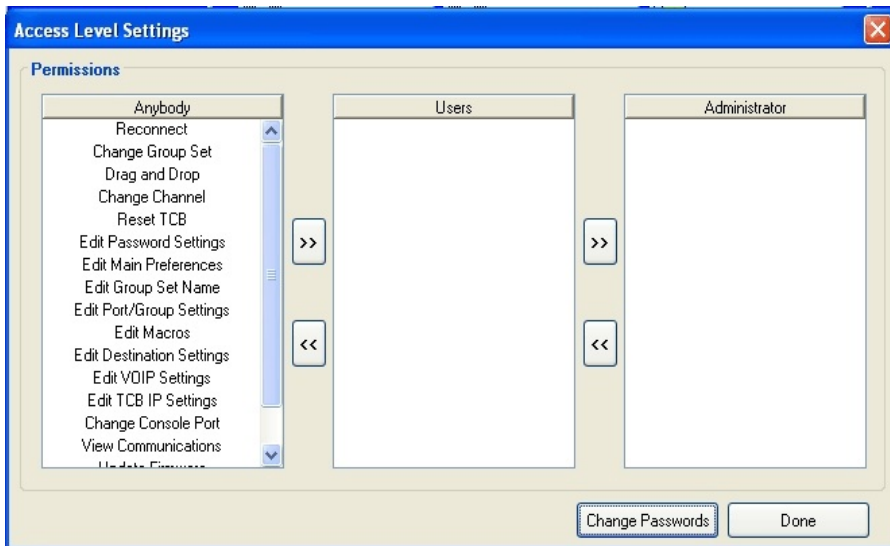 Access Level Settings
Permissions
Anybody
Users
Administrator
Reconnect
Change Group Set
Drag and Drop
Change Channel
Reset TCB
Edit Password Settings
Edit Main Preferences
Edit Group Set Name
Edit Port/Group Settings
Edit Macros
Edit Destination Settings
Edit VOIP Settings
Edit TCB IP Settings
Change Console Port
View Communications
Update Firmware
>>
>>
<<
<<
Change Passwords
Done